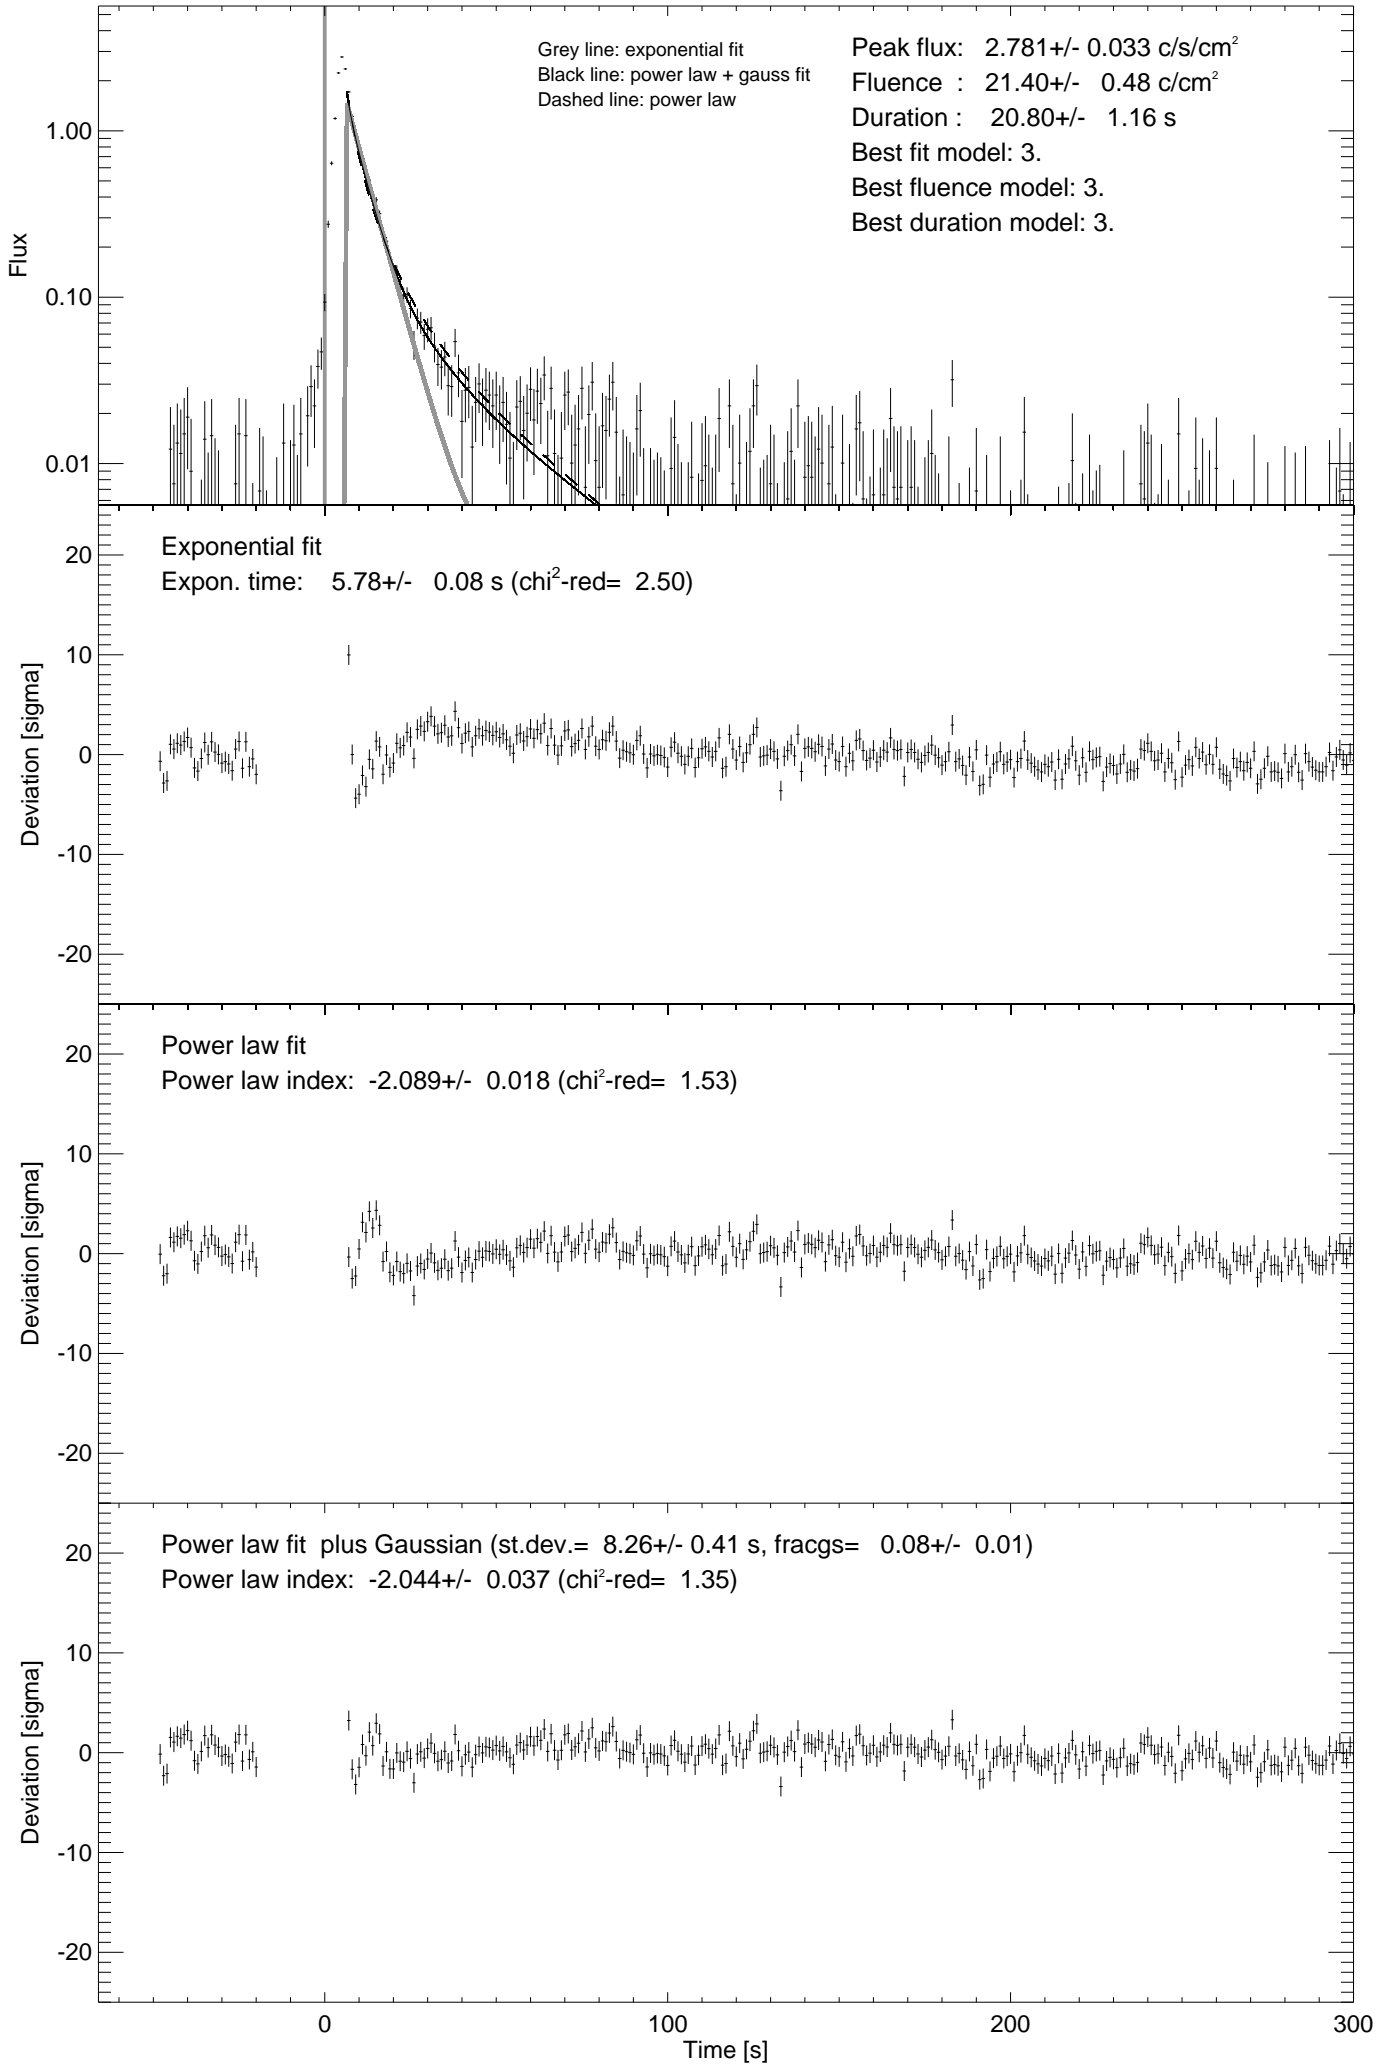 Grey line: exponential fit
Black line: power law + gauss fit
Dashed line: power law
Peak flux: 2.781+/- 0.033 c/s/cm²
Fluence : 21.40+/- 0.48 c/cm²
Duration : 20.80+/- 1.16 s
Best fit model: 3.
Best fluence model: 3.
Best duration model: 3.
Flux
1.00
0.10
0.01
Exponential fit
Expon. time: 5.78+/- 0.08 s (chi²-red= 2.50)
Deviation [sigma]
20
10
0
-10
-20
Power law fit
Power law index: -2.089+/- 0.018 (chi²-red= 1.53)
Deviation [sigma]
20
10
0
-10
-20
Power law fit plus Gaussian (st.dev.= 8.26+/- 0.41 s, fracgs= 0.08+/- 0.01)
Power law index: -2.044+/- 0.037 (chi²-red= 1.35)
Deviation [sigma]
20
10
0
-10
-20
0 100 200 300
Time [s]